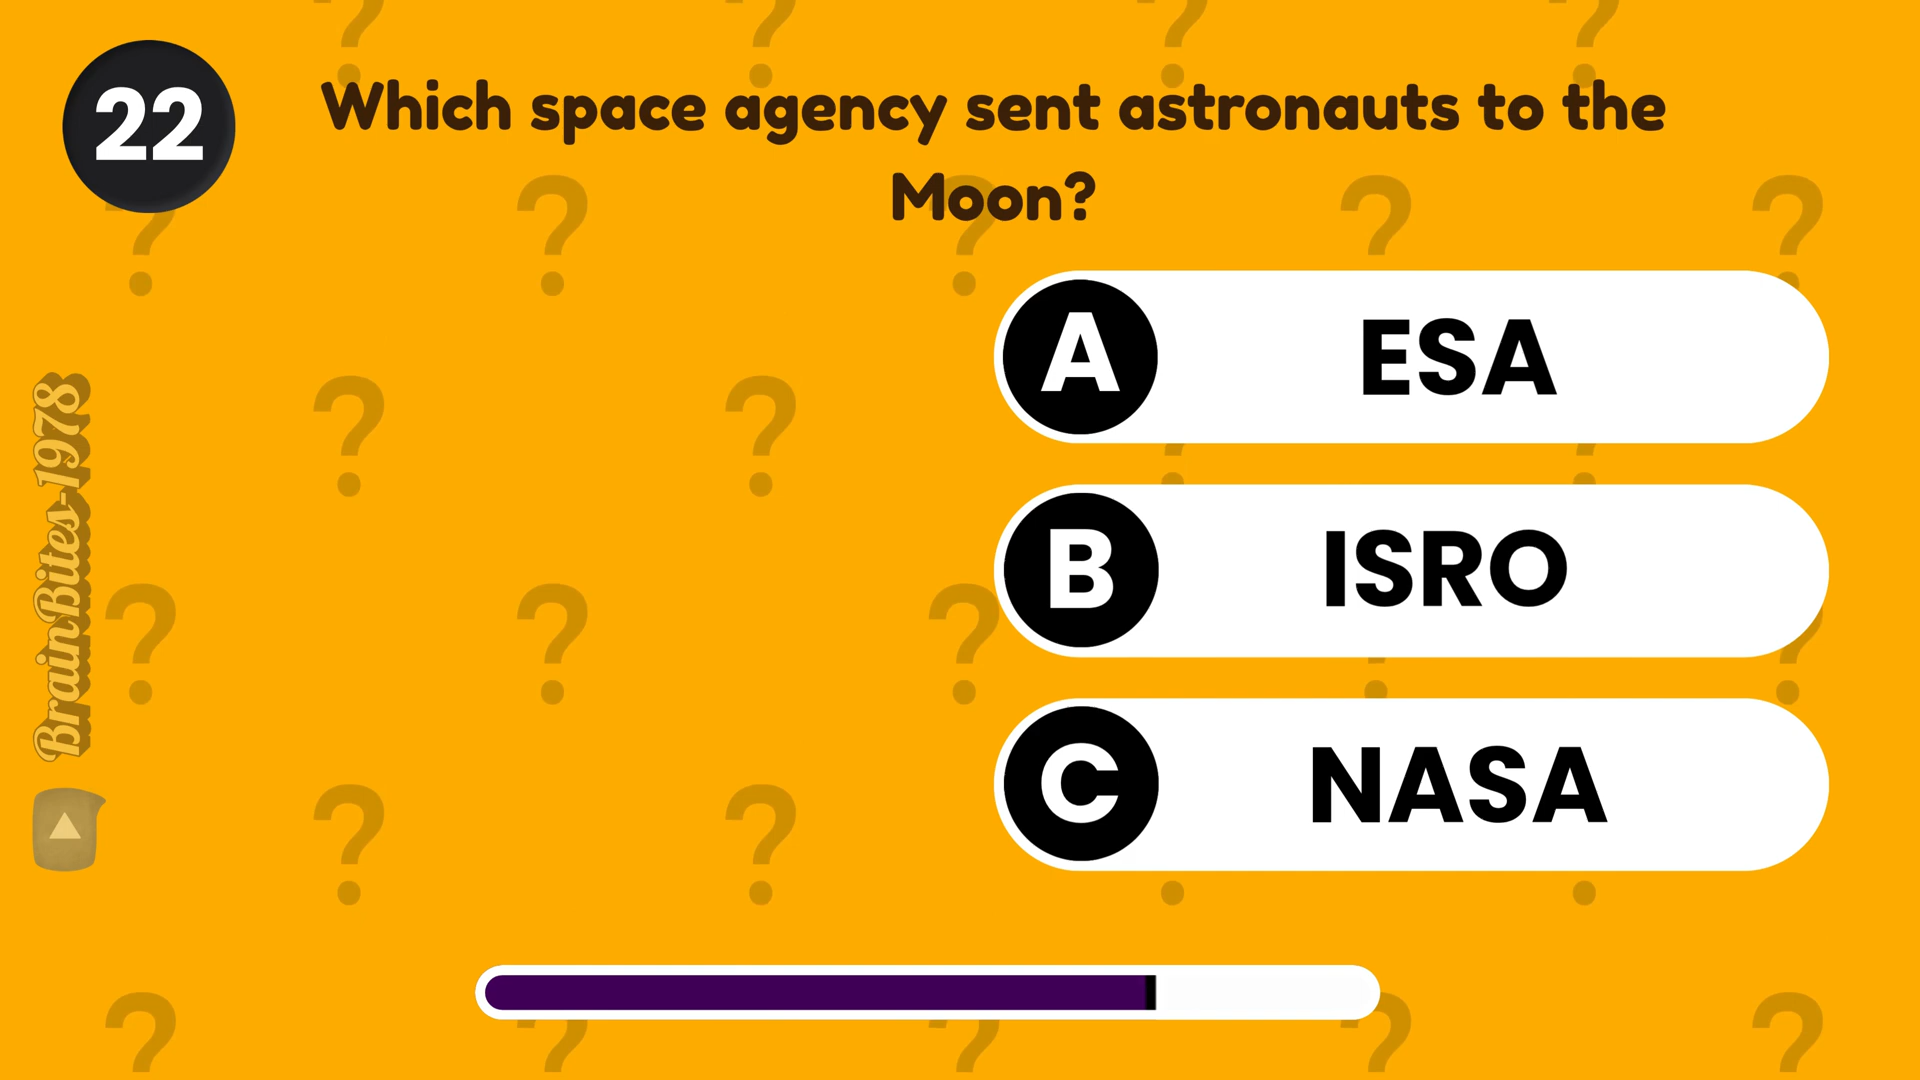 22
Which space agency sent astronauts to the
Moon?
A ESA
B ISRO
C NASA
BrainBites-1978